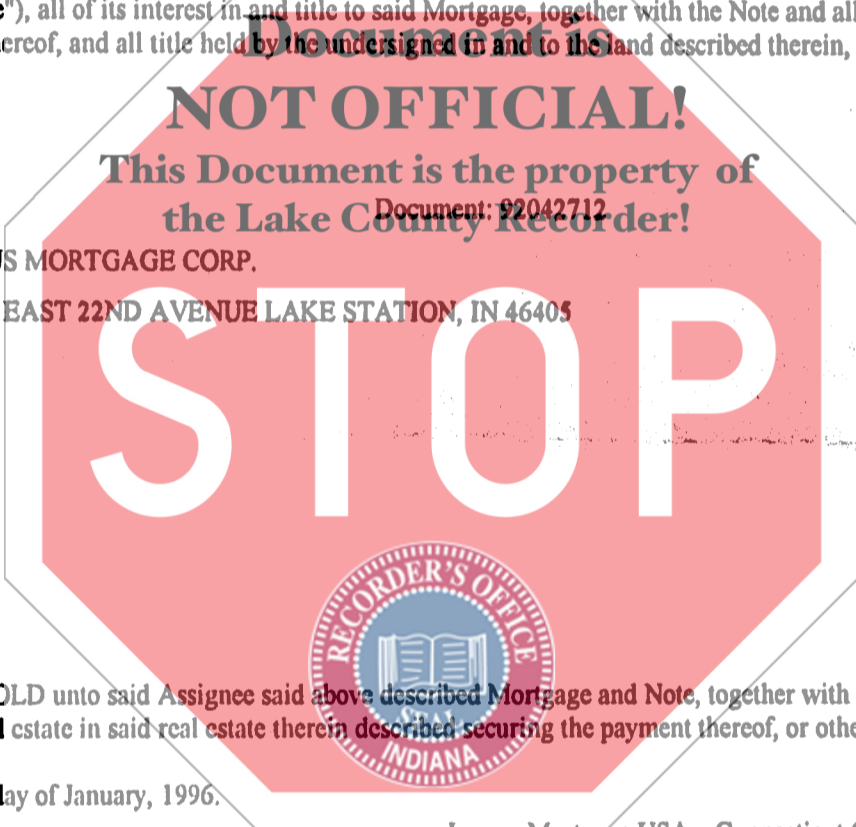 "), all of its interest in and title to said Mortgage, together with the Note and all
ereof, and all title held by the undersigned in and to the land described therein,
Document is
NOT OFFICIAL!
This Document is the property of
the Lake County Recorder!
Document: 92042712
S MORTGAGE CORP.
EAST 22ND AVENUE LAKE STATION, IN 46405
STOP
RECORDER'S OFFICE
SEAL
INDIANA
OLD unto said Assignee said above described Mortgage and Note, together with
estate in said real estate therein described securing the payment thereof, or othe
ay of January, 1996.